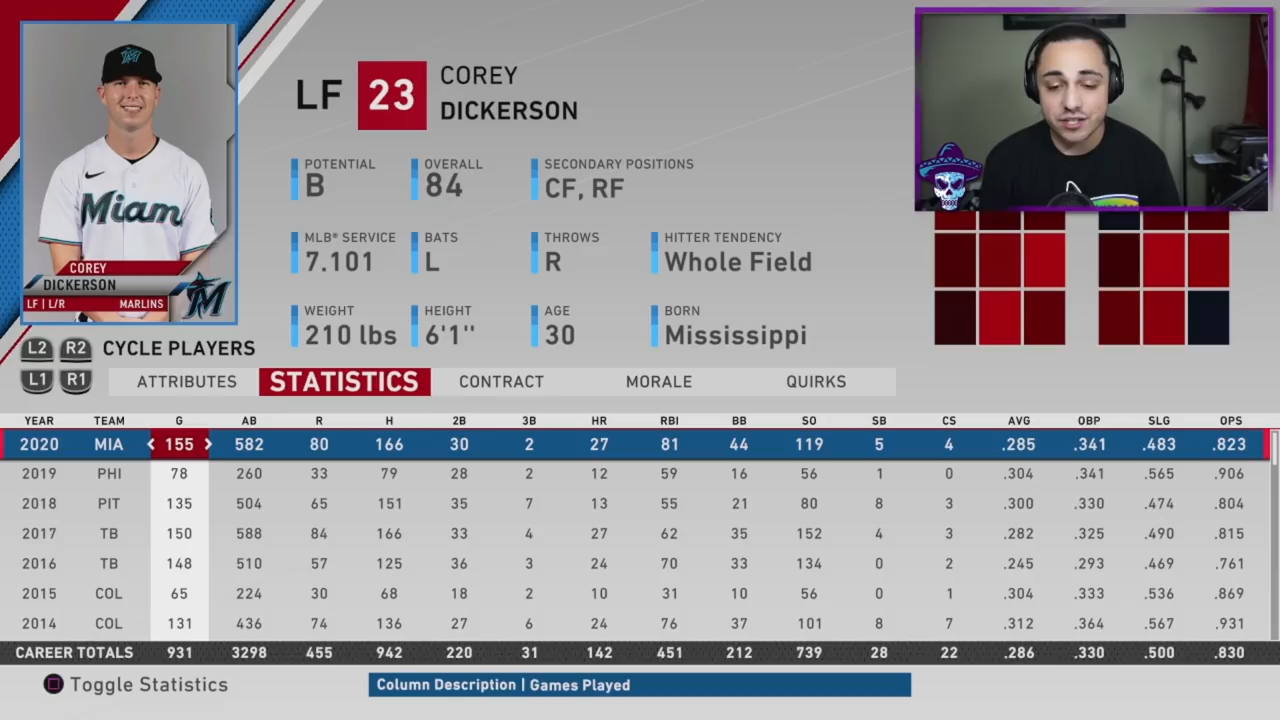 LF 23 COREY
DICKERSON
POTENTIAL OVERALL SECONDARY POSITIONS
B 84 CF, RF
MLB® SERVICE BATS THROWS HITTER TENDENCY
7.101 L R Whole Field
WEIGHT HEIGHT AGE BORN
210 lbs 6'1" 30 Mississippi
Miam
COREY
DICKERSON
LF | L/R MARLINS
L2 R2 CYCLE PLAYERS
L1 R1 ATTRIBUTES STATISTICS CONTRACT MORALE QUIRKS
YEAR TEAM G AB R H 2B 3B HR RBI BB SO SB CS AVG OBP SLG OPS
2020 MIA 155 582 80 166 30 2 27 81 44 119 5 4 .285 .341 .483 .823
2019 PHI 78 260 33 79 28 2 12 59 16 56 1 0 .304 .341 .565 .906
2018 PIT 135 504 65 151 35 7 13 55 21 80 8 3 .300 .330 .474 .804
2017 TB 150 588 84 166 33 4 27 62 35 152 4 3 .282 .325 .490 .815
2016 TB 148 510 57 125 36 3 24 70 33 134 0 2 .245 .293 .469 .761
2015 COL 65 224 30 68 18 2 10 31 10 56 0 1 .304 .333 .536 .869
2014 COL 131 436 74 136 27 6 24 76 37 101 8 7 .312 .364 .567 .931
CAREER TOTALS 931 3298 455 942 220 31 142 451 212 739 28 22 .286 .330 .500 .830
Toggle Statistics
Column Description | Games Played